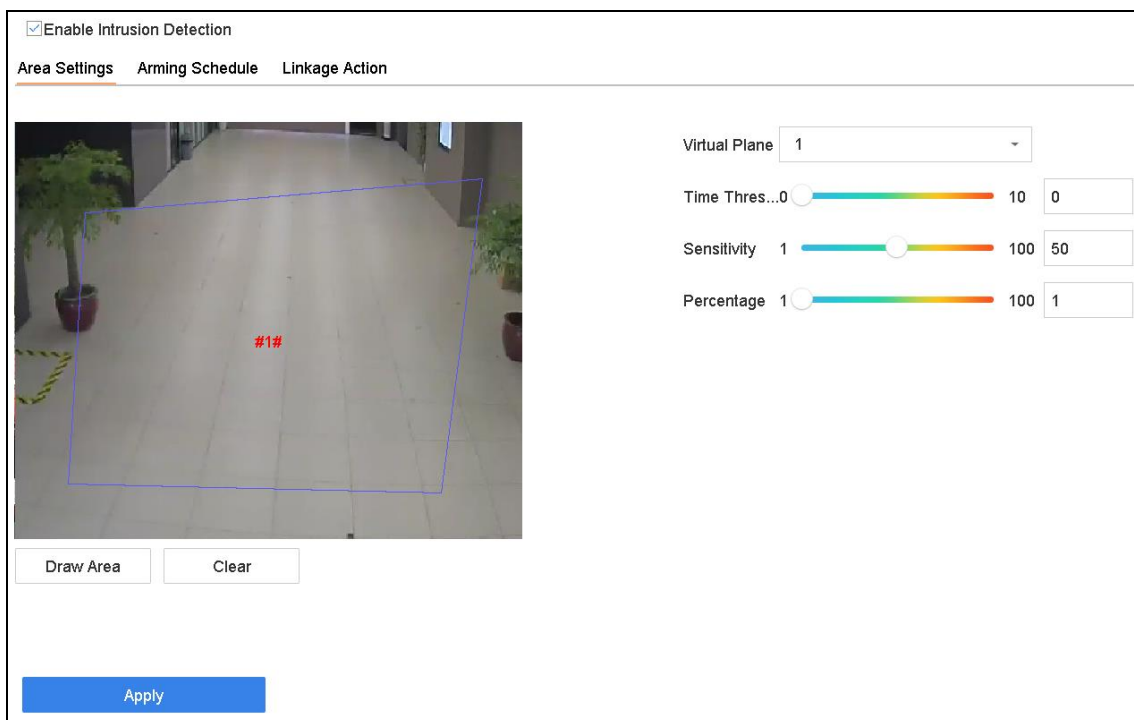 Enable Intrusion Detection
Area Settings Arming Schedule Linkage Action
Virtual Plane 1
Time Thres...0 10 0
Sensitivity 1 100 50
Percentage 1 100 1
#1#
Draw Area Clear
Apply